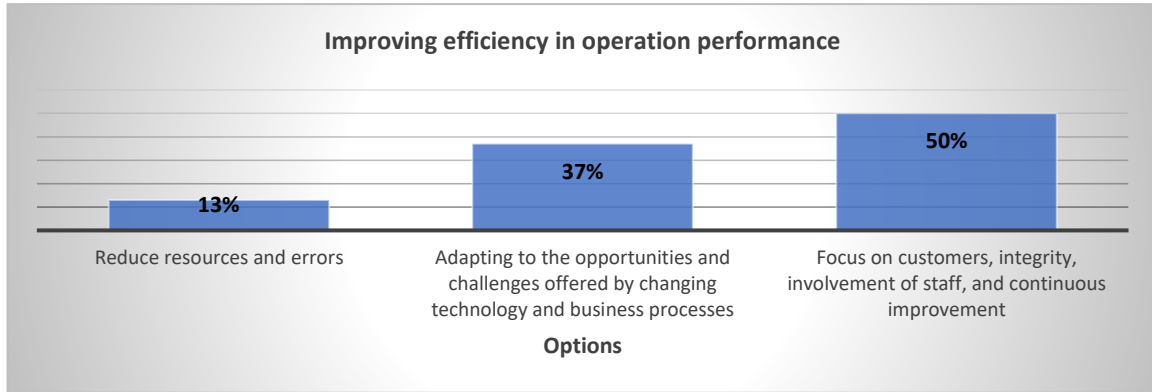 Improving efficiency in operation performance
50%
37%
13%
Reduce resources and errors
Adapting to the opportunities and
challenges offered by changing
technology and business processes
Focus on customers, integrity,
involvement of staff, and continuous
improvement
Options